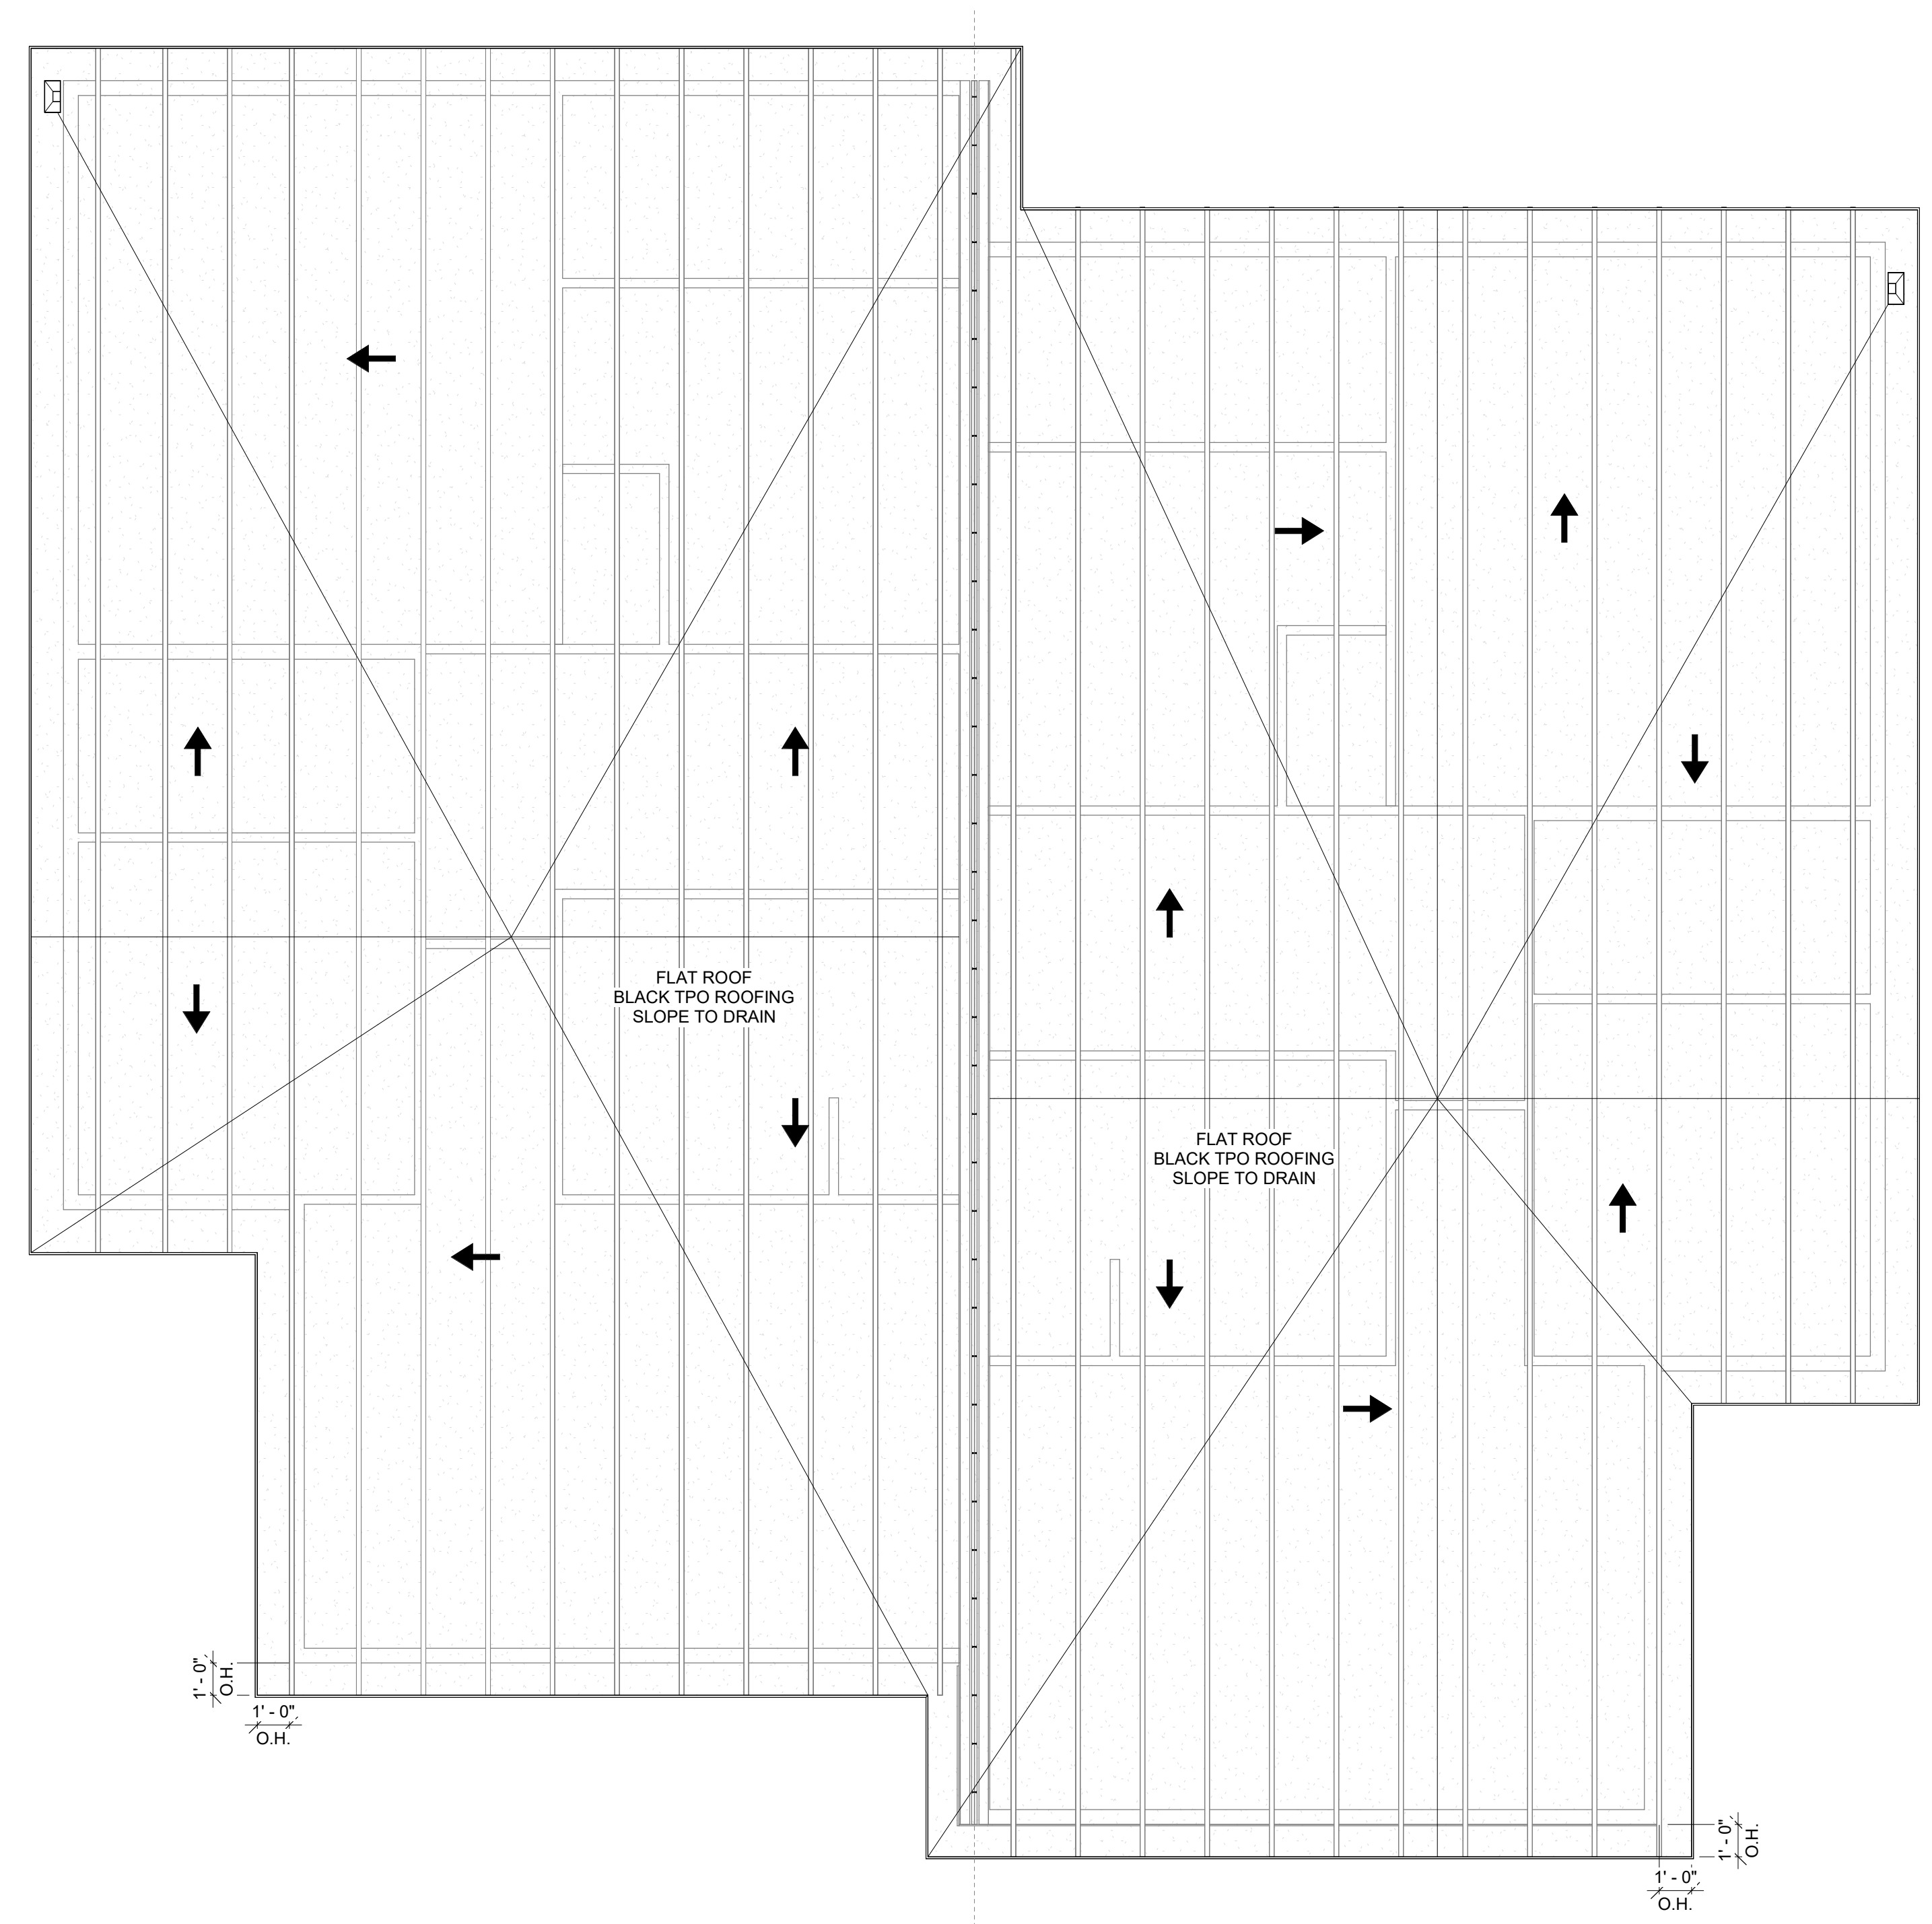 FLAT ROOF
BLACK TPO ROOFING
SLOPE TO DRAIN
FLAT ROOF
BLACK TPO ROOFING
SLOPE TO DRAIN
1' - 0"
O.H.
1' - 0"
O.H.
1' - 0"
O.H.
1' - 0"
O.H.